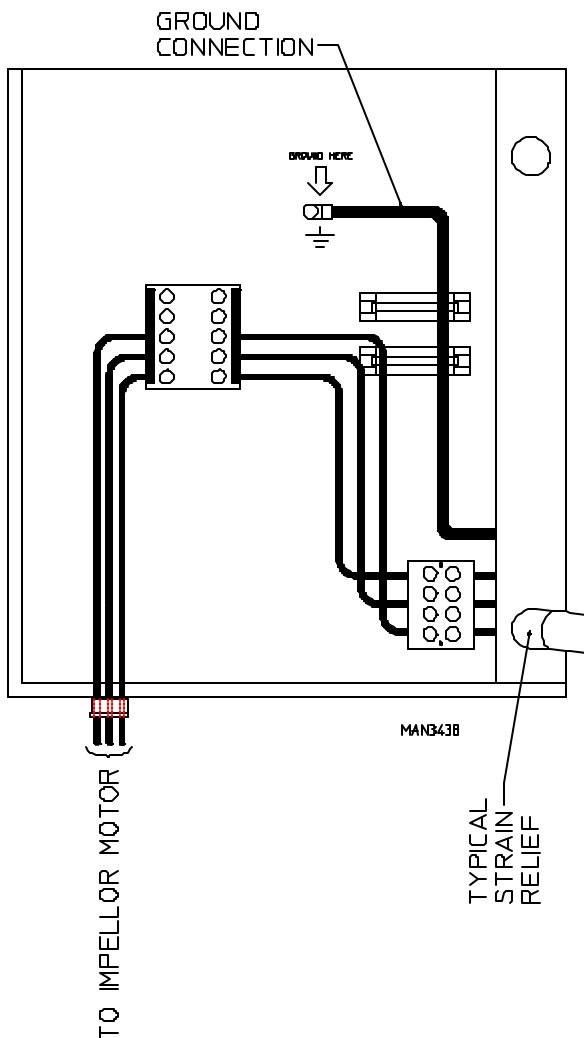 GROUND
CONNECTION
GROUND HERE
MAN3438
TYPICAL
STRAIN
RELIEF
TO IMPELLOR MOTOR